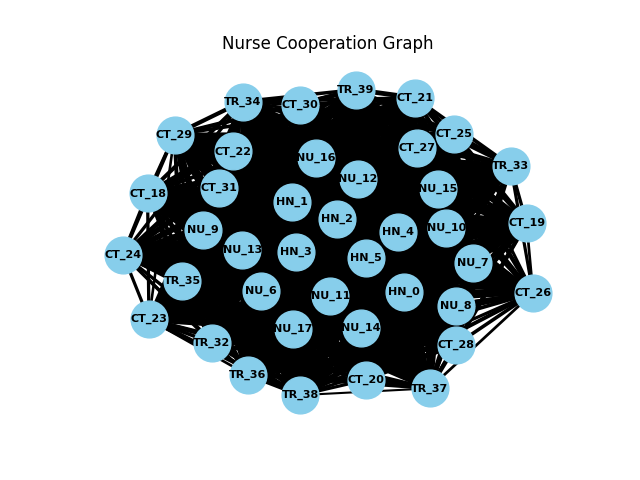 Nurse Cooperation Graph
TR_39
CT_21
TR_34
CT_30
CT_29
CT_25
CT_27
CT_22
NU_16
TR_33
NU_12
CT_31
NU_15
CT_18
HN_1
HN_2
CT_19
NU_10
NU_9
HN_4
NU_13
HN_3
CT_24
HN_5
NU_7
TR_35
NU_6
HN_0
CT_26
NU_11
NU_8
CT_23
NU_17
NU_14
TR_32
CT_28
TR_36
CT_20
TR_37
TR_38